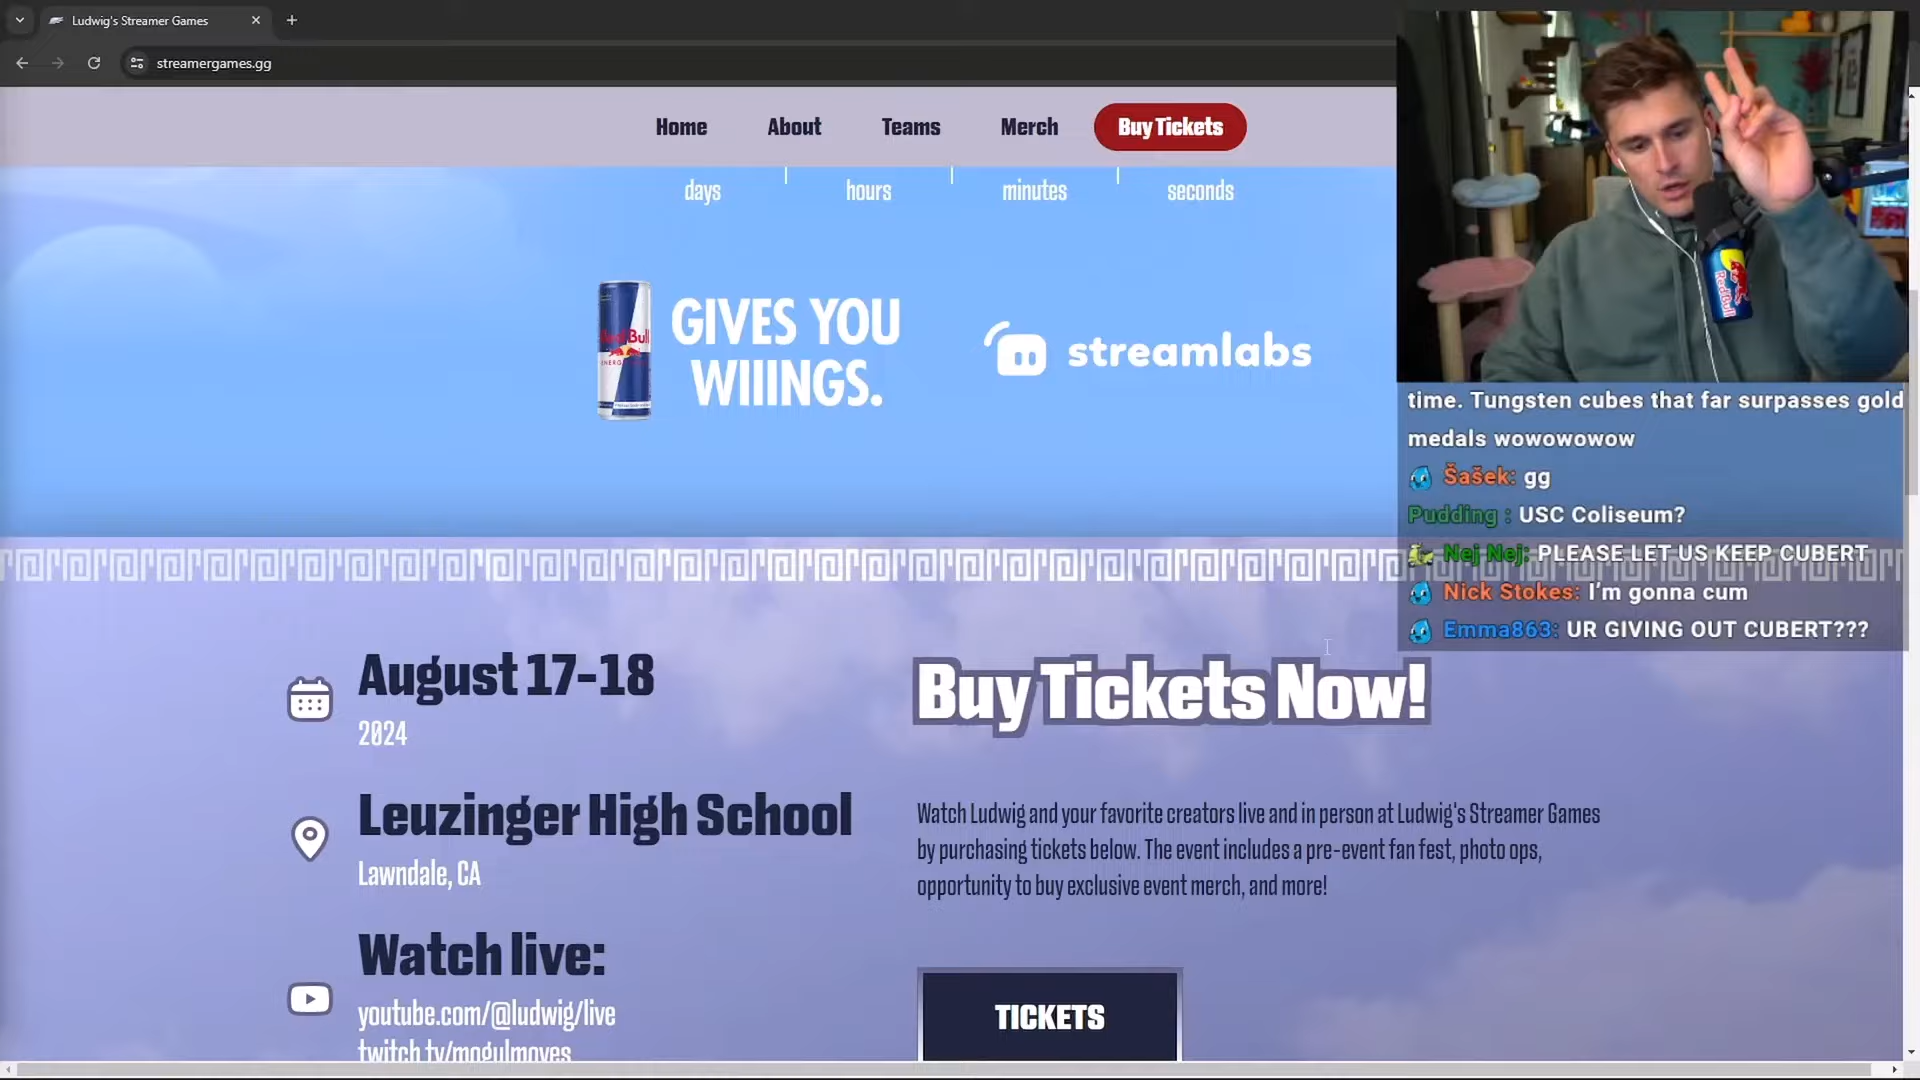 Ludwig's Streamer Games
streamergames.gg
Home
About
Teams
Merch
Buy Tickets
days
hours
minutes
seconds
RedBull
GIVES YOU
WIIINGS.
streamlabs
Red Bull
time. Tungsten cubes that far surpasses gold
medals wowowowow
Šašek: gg
Pudding : USC Coliseum?
Nej Nej: PLEASE LET US KEEP CUBERT
Nick Stokes: I'm gonna cum
Emma863: UR GIVING OUT CUBERT???
August 17-18
2024
Leuzinger High School
Lawndale, CA
Watch live:
youtube.com/@ludwig/live
twitch.tv/mogulmoves
Buy Tickets Now!
Watch Ludwig and your favorite creators live and in person at Ludwig's Streamer Games
by purchasing tickets below. The event includes a pre-event fan fest, photo ops,
opportunity to buy exclusive event merch, and more!
TICKETS